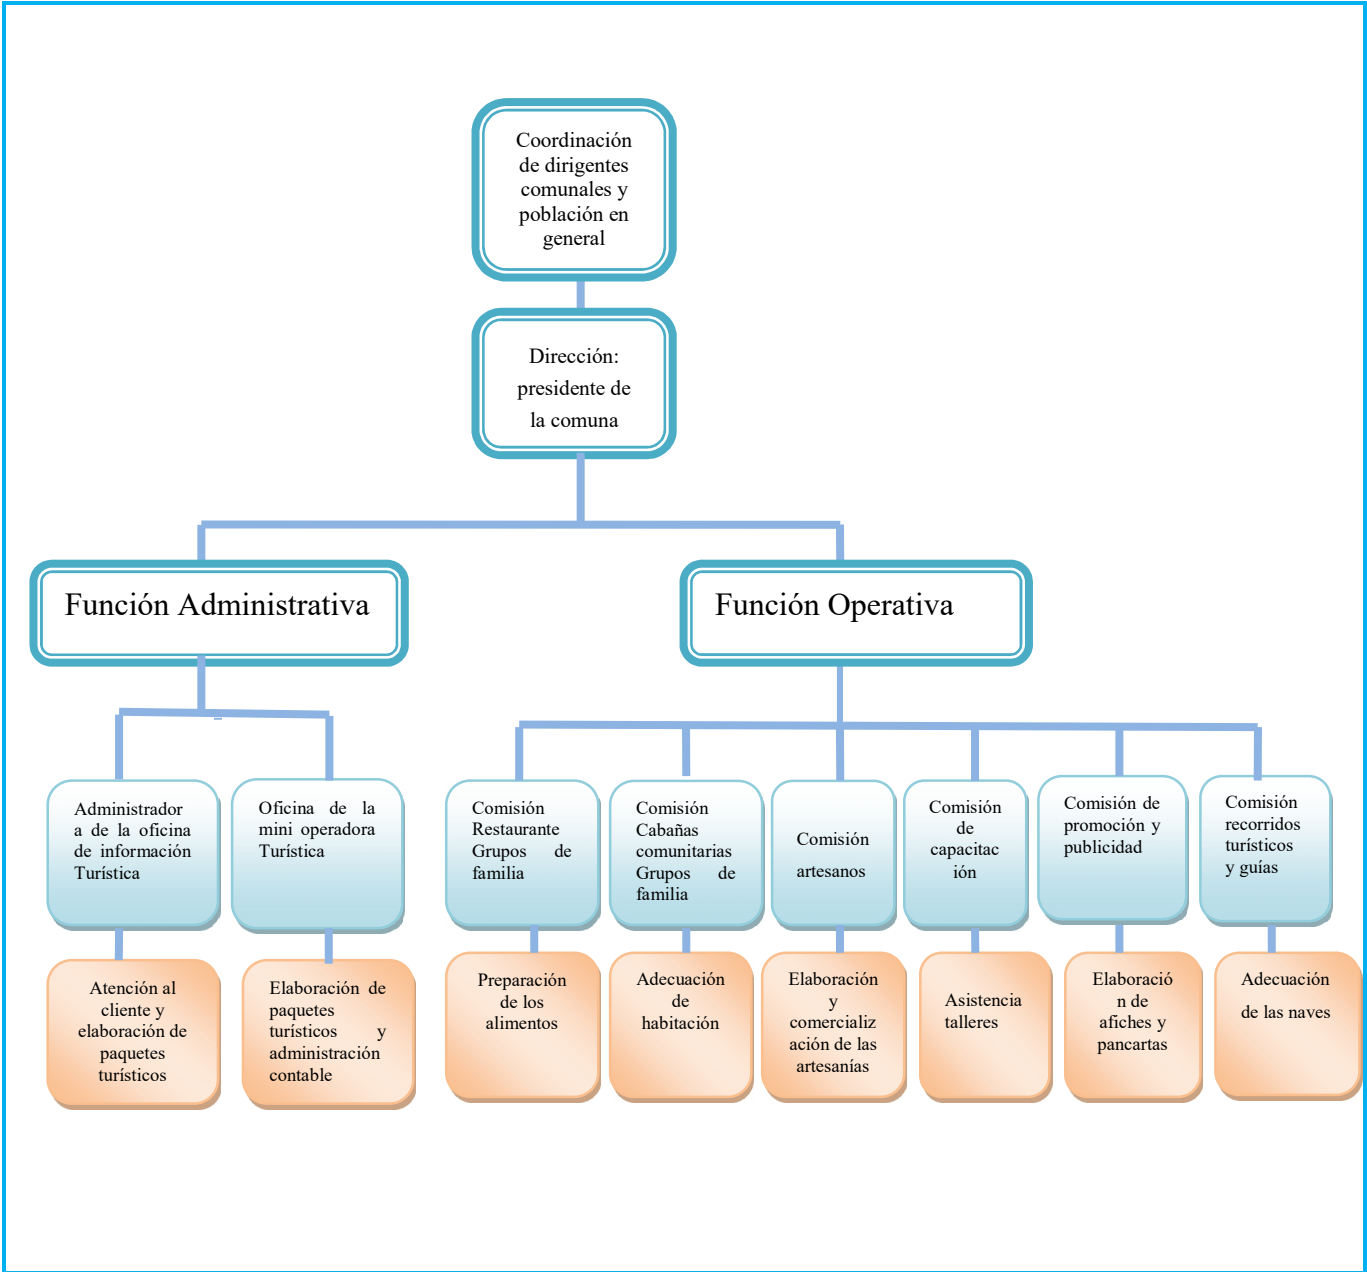 Coordinación
de dirigentes
comunales y
población en
general
Dirección:
presidente de
la comuna
Función Administrativa
Función Operativa
Administrador
a de la oficina
de información
Turística
Oficina de la
mini operadora
Turística
Comisión
Restaurante
Grupos de
familia
Comisión
Cabañas
comunitarias
Grupos de
familia
Comisión
artesanos
Comisión
de
capacitac
ión
Comisión de
promoción y
publicidad
Comisión
recorridos
turísticos
y guías
Atención al
cliente y
elaboración de
paquetes
turísticos
Elaboración de
paquetes
turísticos y
administración
contable
Preparación
de los
alimentos
Adecuación
de
habitación
Elaboración
y
comercializ
ación de las
artesanías
Asistencia
talleres
Elaboració
n de
afiches y
pancartas
Adecuación
de las naves